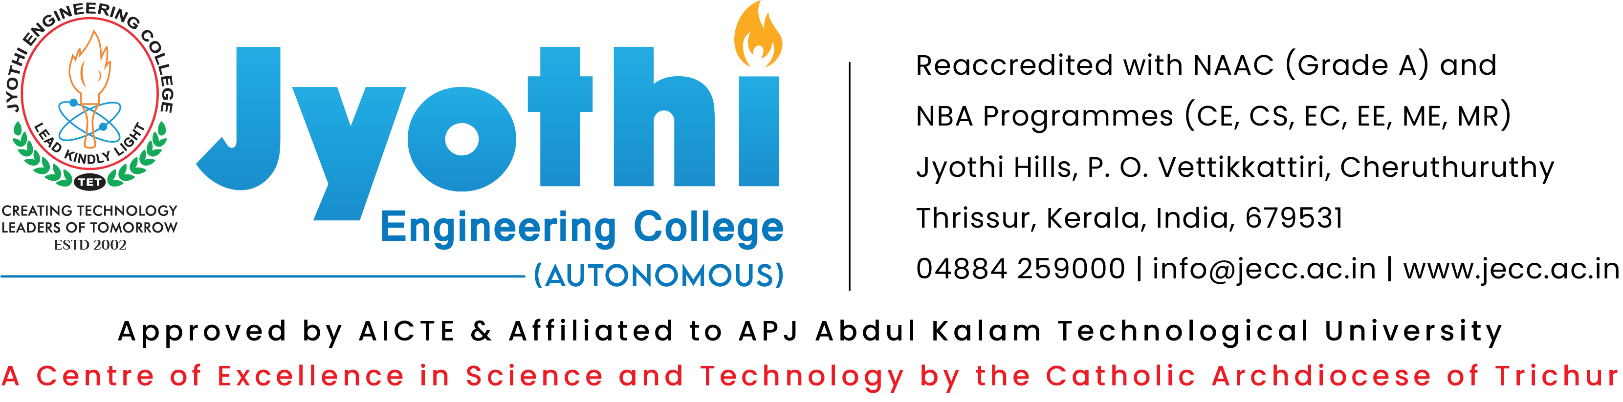 JYOTHI ENGINEERING COLLEGE
LEAD KINDLY LIGHT
TET
CREATING TECHNOLOGY
LEADERS OF TOMORROW
ESTD 2002
Jyothi
Engineering College
(AUTONOMOUS)
Reaccredited with NAAC (Grade A) and
NBA Programmes (CE, CS, EC, EE, ME, MR)
Jyothi Hills, P. O. Vettikkattiri, Cheruthuruthy
Thrissur, Kerala, India, 679531
04884 259000 | info@jecc.ac.in | www.jecc.ac.in
Approved by AICTE & Affiliated to APJ Abdul Kalam Technological University
A Centre of Excellence in Science and Technology by the Catholic Archdiocese of Trichur